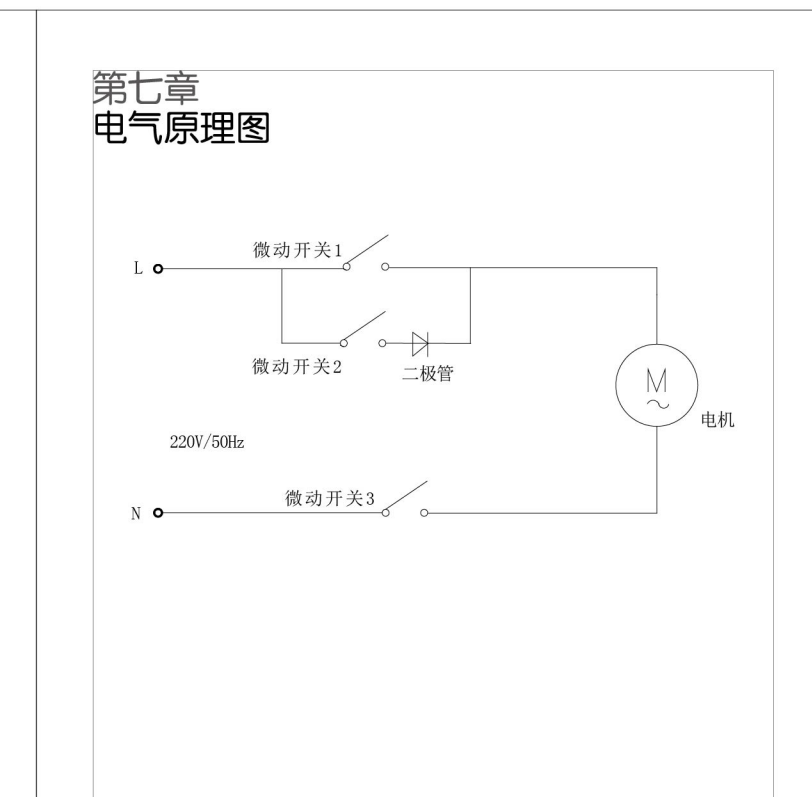 第七章
电气原理图
微动开关1
L
微动开关2
二极管
M
~
电机
220V/50Hz
微动开关3
N